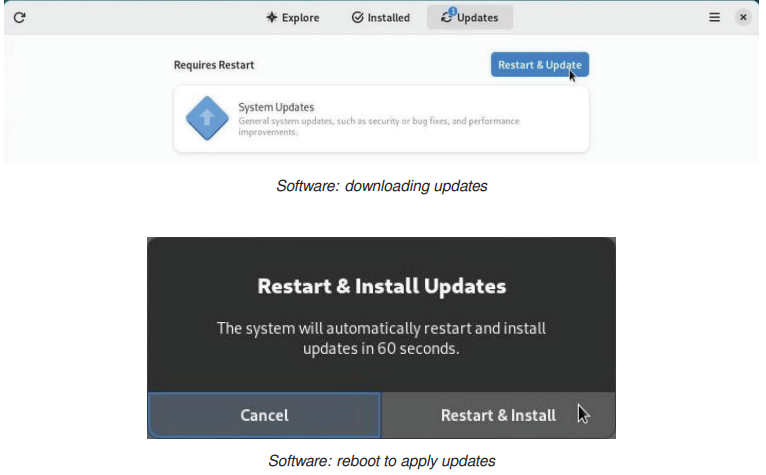 Explore Installed 1 Updates
Requires Restart Restart & Update
System Updates
General system updates, such as security or bug fixes, and performance
improvements.
Software: downloading updates
Restart & Install Updates
The system will automatically restart and install
updates in 60 seconds.
Cancel Restart & Install
Software: reboot to apply updates